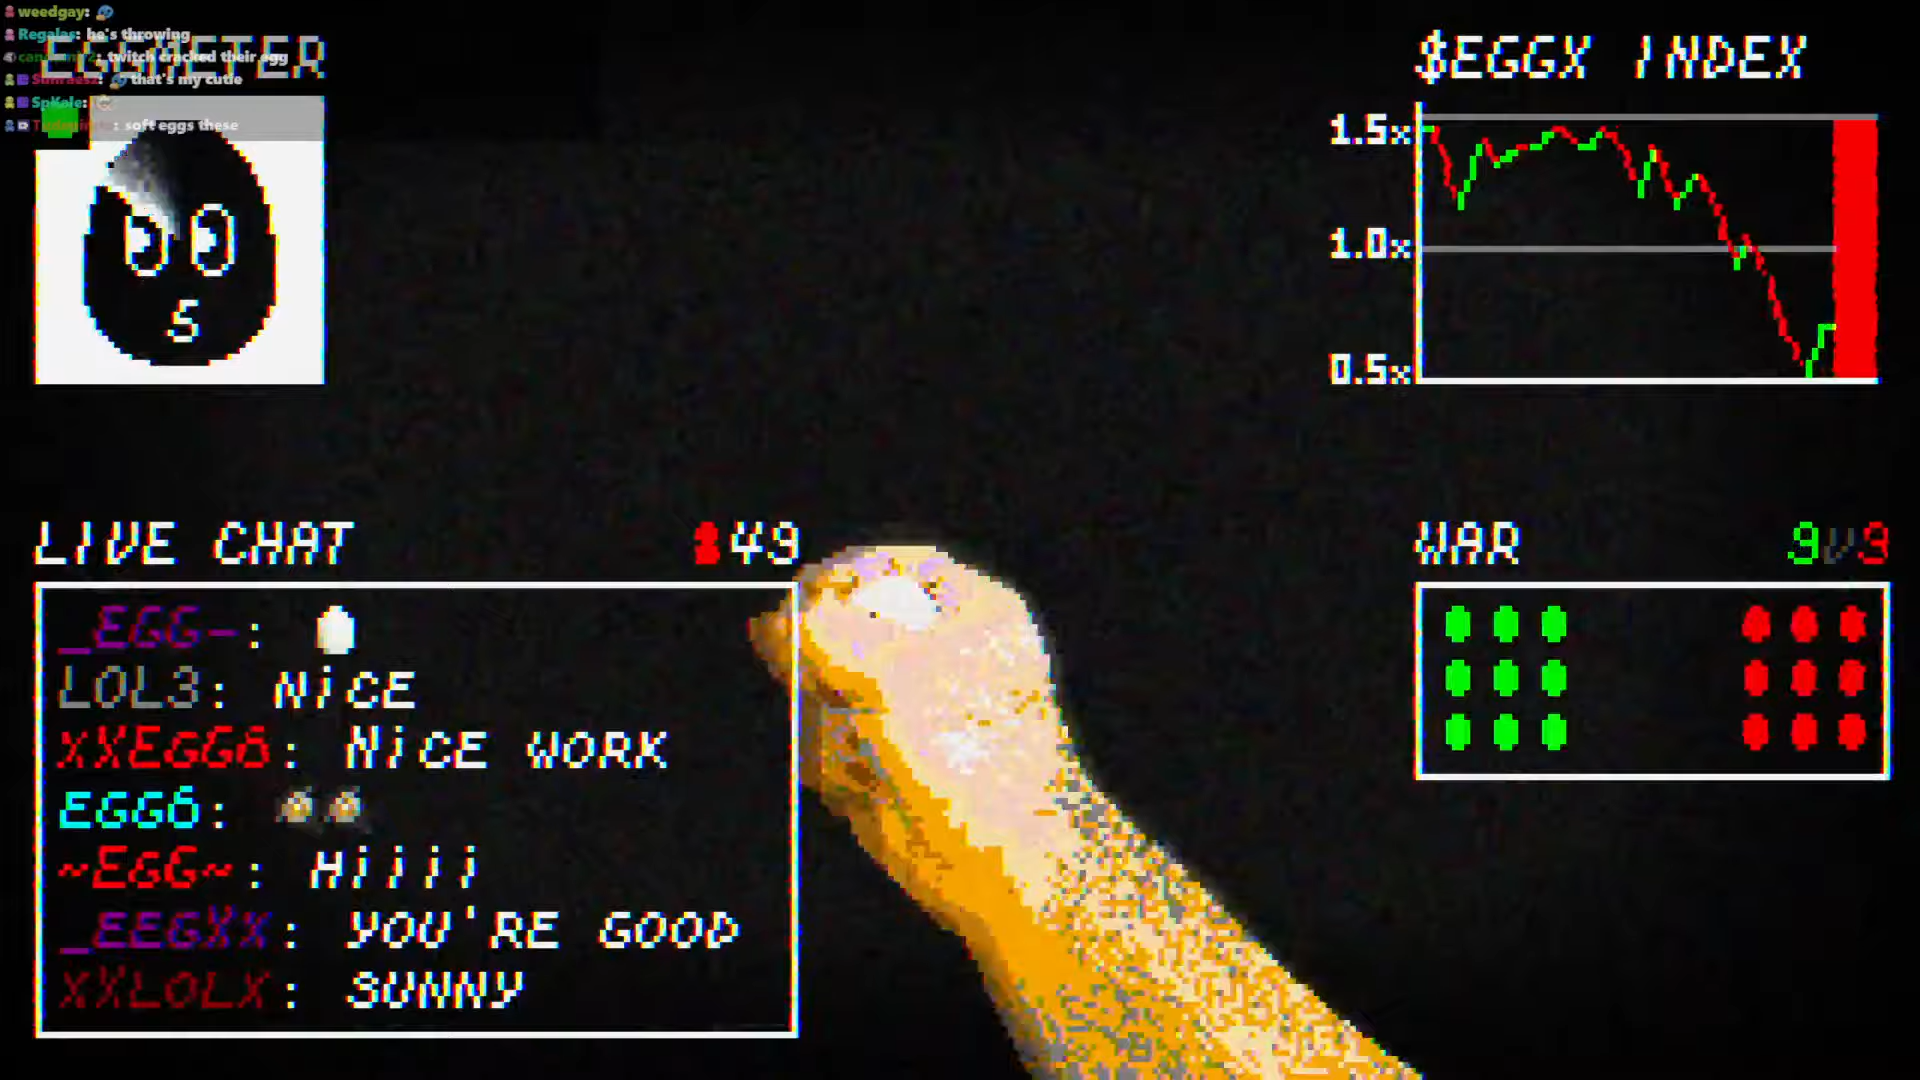 weedgay:
Regalas: he's throwing
: twitch cracked their egg
: that's my cutie
SpKale:
: soft eggs these
EGGMETER
5
$EGGX INDEX
1.5x
1.0x
0.5x
LIVE CHAT
49
_EGG-:
LOL3: NiCE
XXEGG6: NiCE WORK
EGG6:
~EGG~: Hiiii
_EEGXX: YOU'RE GOOD
XXLOLX: SUNNY
WAR
9v9